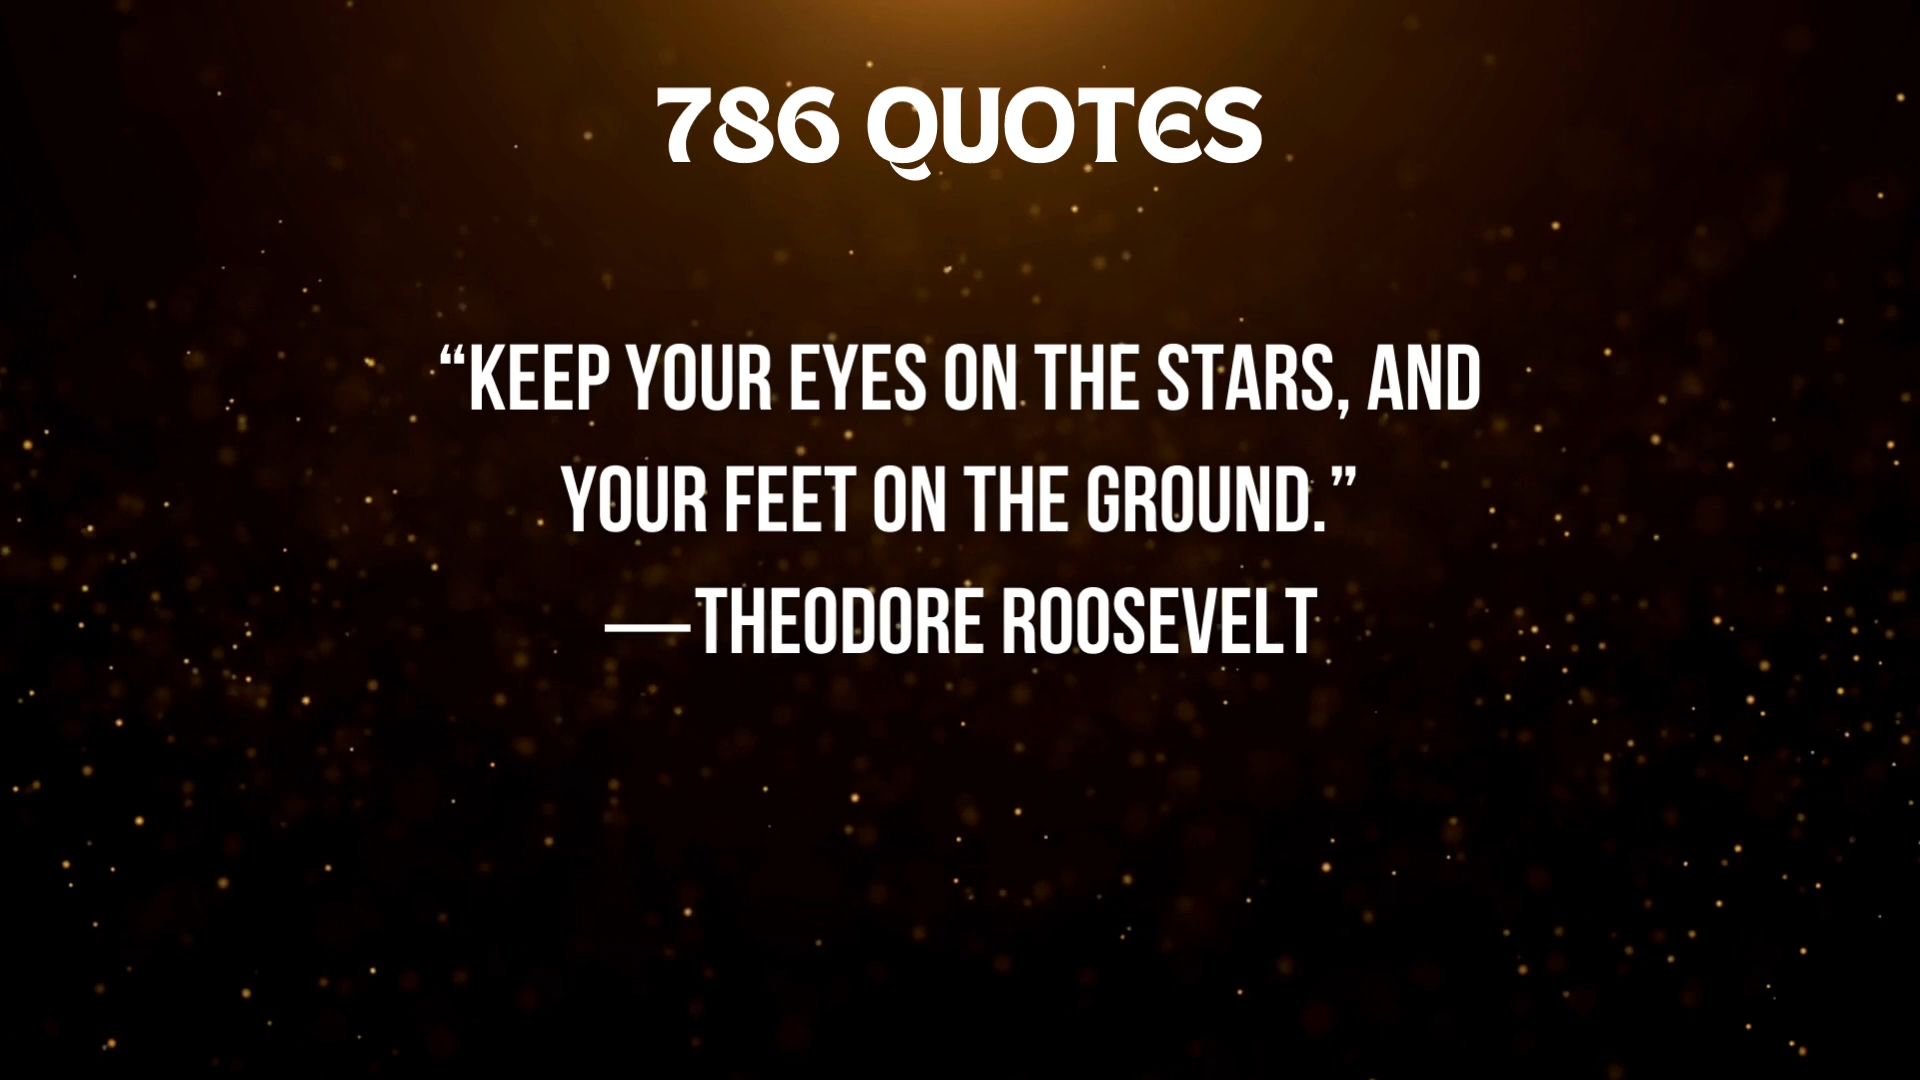 786 QUOTES
“KEEP YOUR EYES ON THE STARS, AND
YOUR FEET ON THE GROUND.”
—THEODORE ROOSEVELT